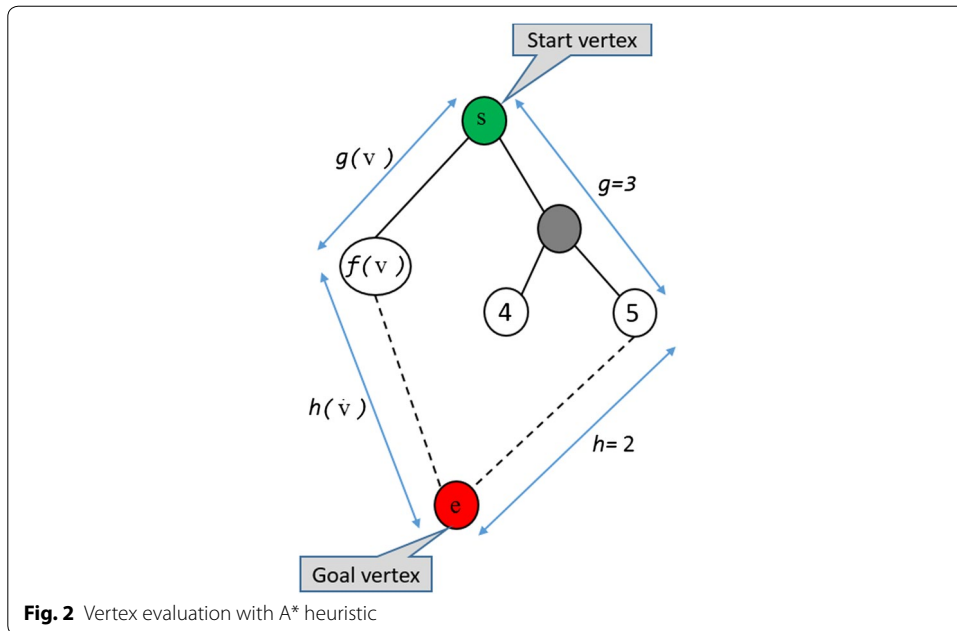 Start vertex
s
g(v)
g=3
f(v)
4
5
h(v)
h=2
e
Goal vertex
Fig. 2 Vertex evaluation with A* heuristic